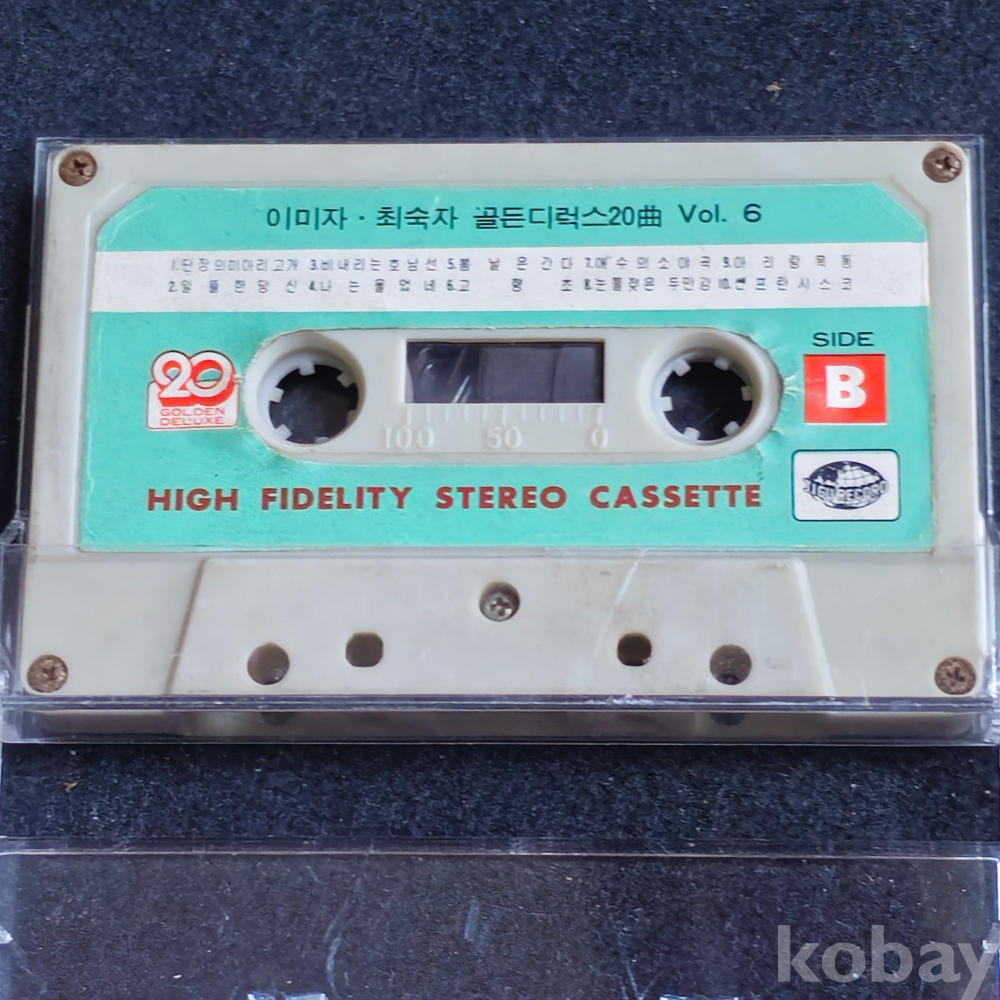 이미자 · 최숙자 골든디럭스20曲 Vol. 6
1.단장의미아리고개 3.비내리는호남선 5.봄날은간다 7.애수의소야곡 9.아리랑목동
2.일편한당신 4.나는울었네 6.고향초 8.눈물젖은두만강 10.쌘프란시스코
20
GOLDEN
DELUXE
SIDE
B
100 50 0
HIGH FIDELITY STEREO CASSETTE
RECORD
kobay